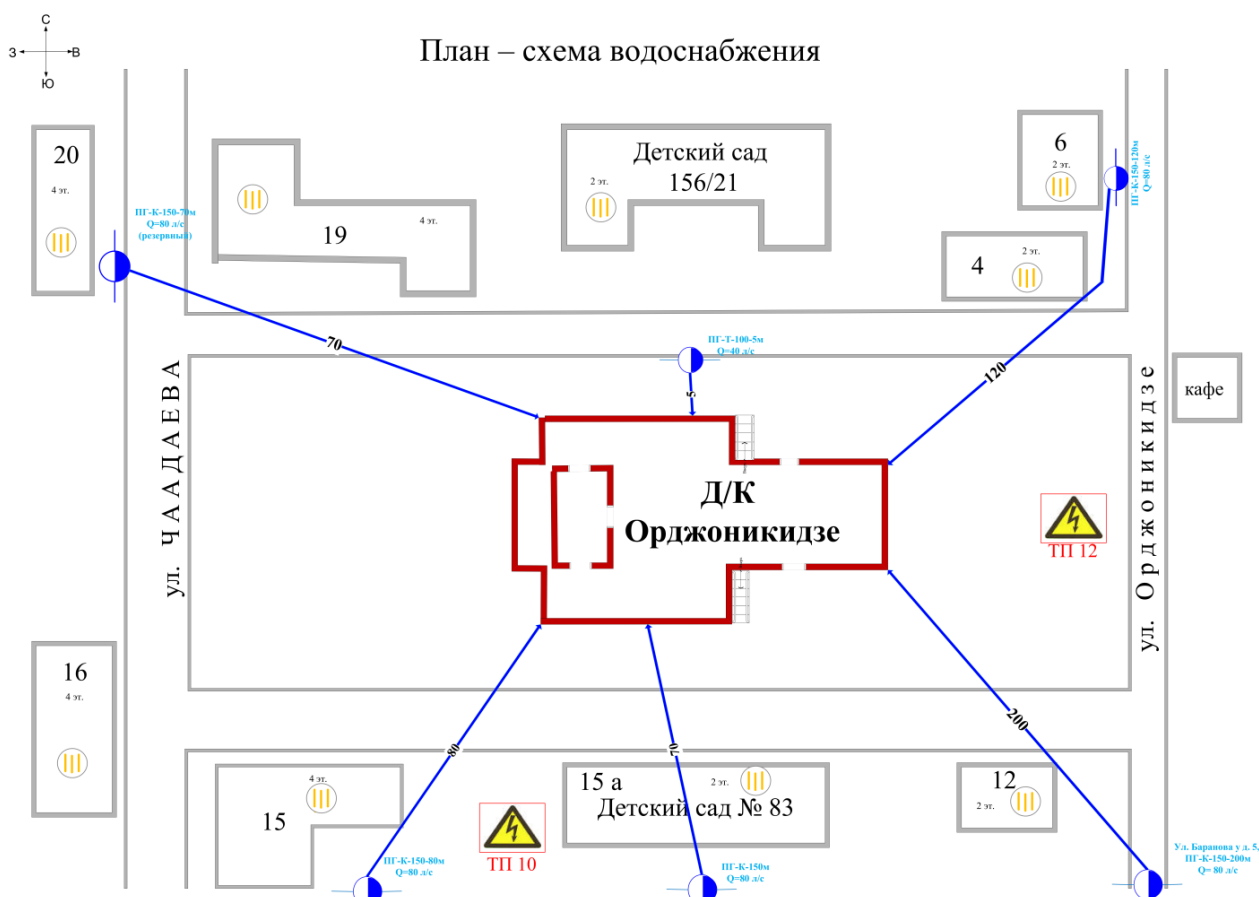 С
З
В
Ю
План – схема водоснабжения
20
4 эт.
ПГ-К-150-70м
Q=80 л/с
(резервный)
19
4 эт.
Детский сад
156/21
2 эт.
6
2 эт.
ПГ-К-150-120м
Q=80 л/с
4
2 эт.
70
ПГ-Т-100-5м
Q=40 л/с
5
120
кафе
ул. ЧААДАЕВА
Д/К
Орджоникидзе
ТП 12
ул. Орджоникидзе
16
4 эт.
80
70
200
15
4 эт.
ТП 10
15 а
2 эт.
Детский сад № 83
12
2 эт.
ПГ-К-150-80м
Q=80 л/с
ПГ-К-150м
Q=80 л/с
Ул. Баранова у д. 5,
ПГ-К-150-200м
Q= 80 л/с